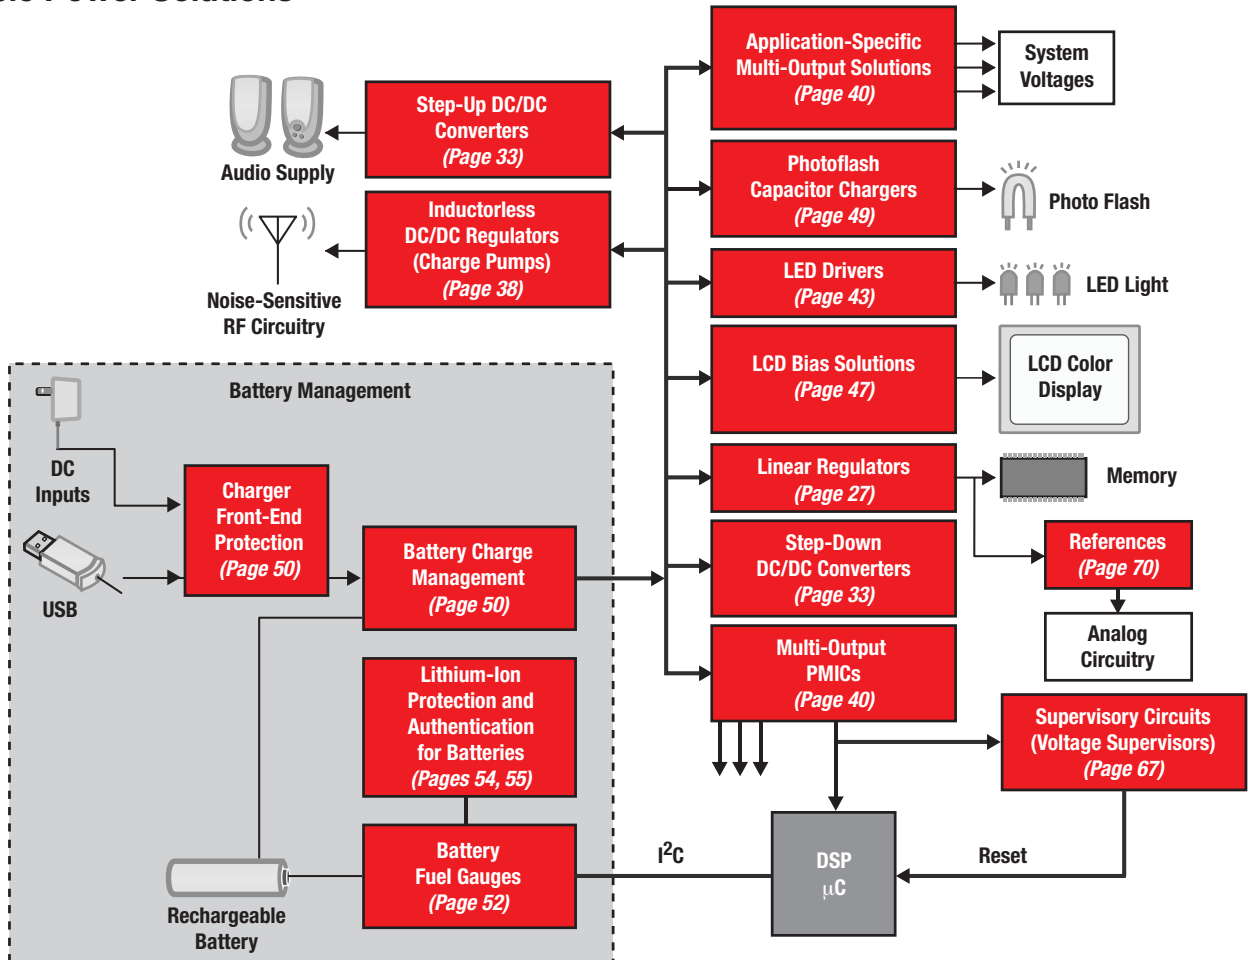 Power Solutions
Application-Specific
Multi-Output Solutions
(Page 40)
System
Voltages
Step-Up DC/DC
Converters
(Page 33)
Audio Supply
Photoflash
Capacitor Chargers
(Page 49)
Photo Flash
Inductorless
DC/DC Regulators
(Charge Pumps)
(Page 38)
Noise-Sensitive
RF Circuitry
LED Drivers
(Page 43)
LED Light
LCD Bias Solutions
(Page 47)
LCD Color
Display
Battery Management
DC
Inputs
USB
Charger
Front-End
Protection
(Page 50)
Battery Charge
Management
(Page 50)
Linear Regulators
(Page 27)
Memory
References
(Page 70)
Analog
Circuitry
Step-Down
DC/DC Converters
(Page 33)
Multi-Output
PMICs
(Page 40)
Supervisory Circuits
(Voltage Supervisors)
(Page 67)
Lithium-Ion
Protection and
Authentication
for Batteries
(Pages 54, 55)
Battery
Fuel Gauges
(Page 52)
Rechargeable
Battery
I²C
DSP
μC
Reset